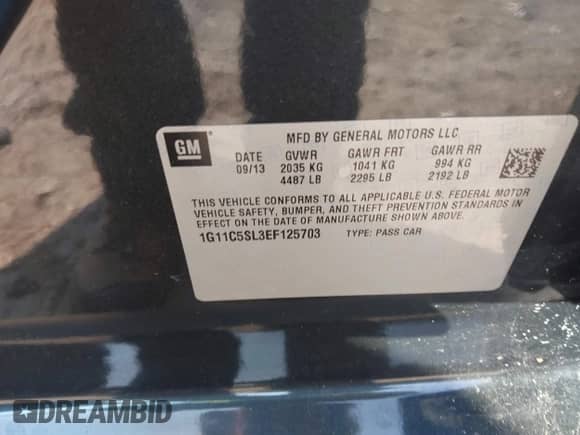 MFD BY GENERAL MOTORS LLC
GM
DATE GVWR GAWR FRT GAWR RR
09/13 2035 KG 1041 KG 994 KG
4487 LB 2295 LB 2192 LB
THIS VEHICLE CONFORMS TO ALL APPLICABLE U.S. FEDERAL MOTOR
VEHICLE SAFETY, BUMPER, AND THEFT PREVENTION STANDARDS IN
EFFECT ON THE DATE OF MANUFACTURE SHOWN ABOVE.
1G11C5SL3EF125703 TYPE: PASS CAR
DREAMBID